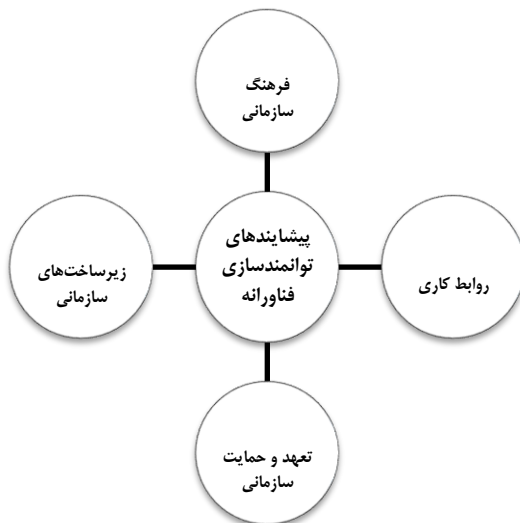 فرهنگ
سازمانی
پیشایندهای
توانمندسازی
فناورانه
روابط کاری
زیرساخت‌های
سازمانی
تعهد و حمایت
سازمانی